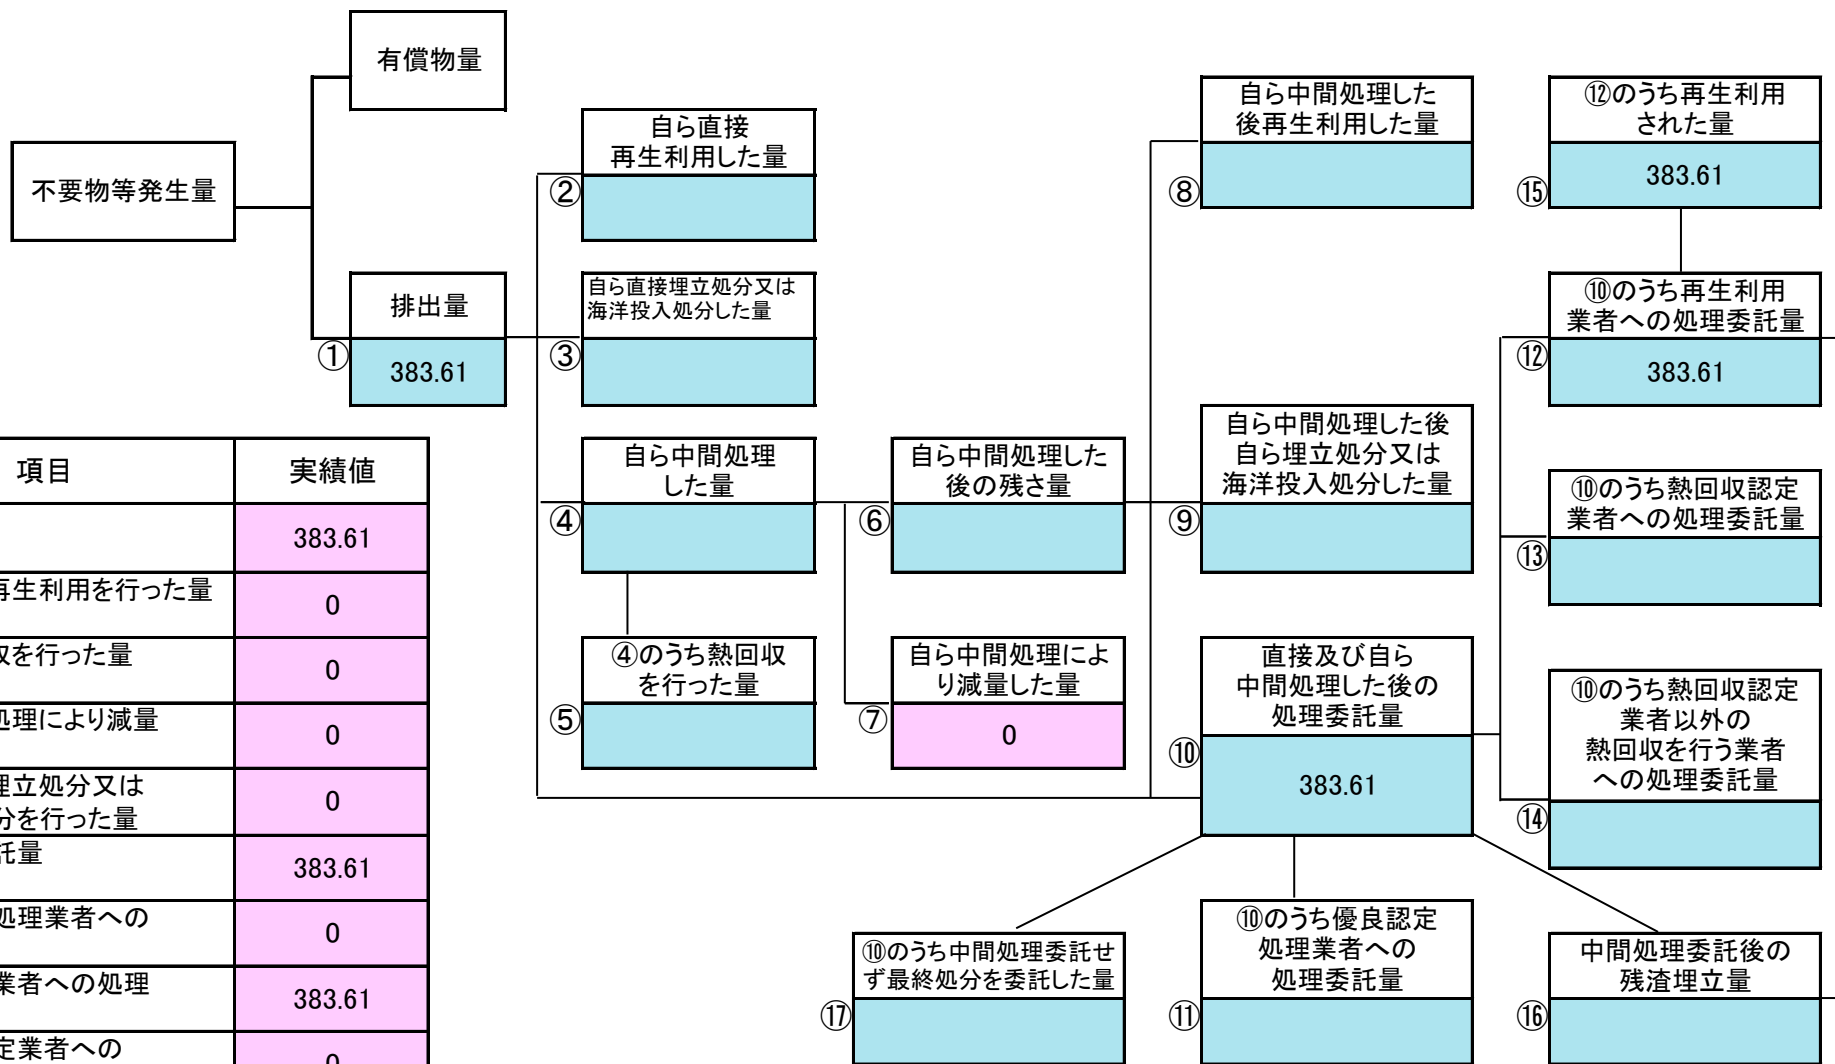 有償物量
不要物等発生量
排出量
①
383.61
自ら直接
再生利用した量
②
自ら直接埋立処分又は
海洋投入処分した量
③
自ら中間処理
した量
④
④のうち熱回収
を行った量
⑤
自ら中間処理した
後の残さ量
⑥
自ら中間処理によ
り減量した量
⑦
0
自ら中間処理した
後再生利用した量
⑧
自ら中間処理した後
自ら埋立処分又は
海洋投入処分した量
⑨
直接及び自ら
中間処理した後の
処理委託量
⑩
383.61
⑫のうち再生利用
された量
⑮
383.61
⑩のうち再生利用
業者への処理委託量
⑫
383.61
⑩のうち熱回収認定
業者への処理委託量
⑬
⑩のうち熱回収認定
業者以外の
熱回収を行う業者
への処理委託量
⑭
⑩のうち中間処理委託せ
ず最終処分を委託した量
⑰
⑩のうち優良認定
処理業者への
処理委託量
⑪
中間処理委託後の
残渣埋立量
⑯
項目 実績値
383.61
再生利用を行った量
0
を行った量
0
処理により減量
0
埋立処分又は
分を行った量
0
託量
383.61
処理業者への
0
業者への処理
383.61
定業者への
0